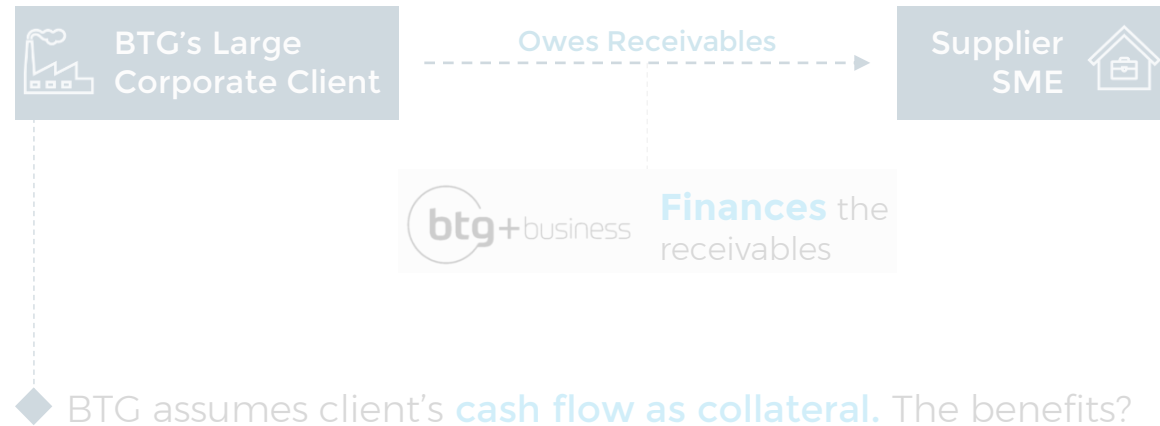 BTG's Large
Corporate Client
Owes Receivables
Supplier
SME
btg+business
Finances the
receivables
BTG assumes client's cash flow as collateral. The benefits?